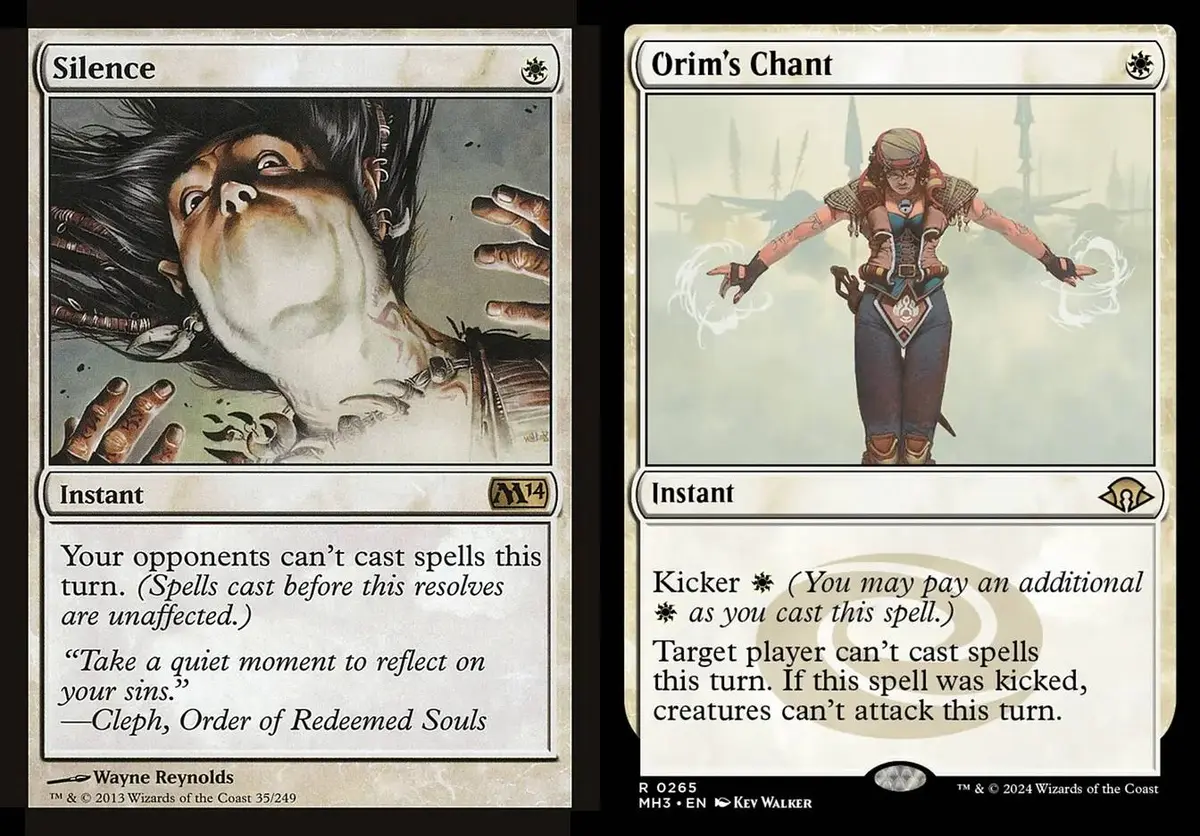 Silence
M14
Instant
Your opponents can't cast spells this
turn. (Spells cast before this resolves
are unaffected.)
“Take a quiet moment to reflect on
your sins.”
—Cleph, Order of Redeemed Souls
Wayne Reynolds
™ & © 2013 Wizards of the Coast 35/249
Orim's Chant
Instant
Kicker (You may pay an additional
as you cast this spell.)
Target player can't cast spells
this turn. If this spell was kicked,
creatures can't attack this turn.
R 0265
MH3 • EN Kev Walker
™ & © 2024 Wizards of the Coast